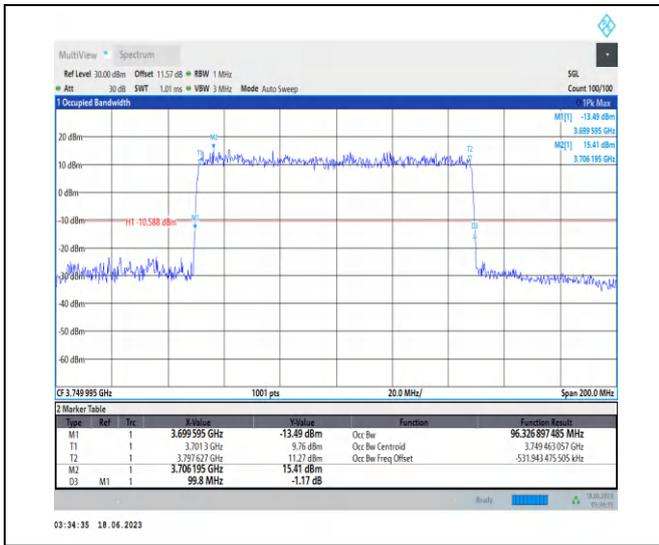 MultiView Spectrum
Ref Level 30.00 dBm Offset 11.57 dB RBW 1 MHz SGL
Att 30 dB SWT 1.01 ms VBW 3 MHz Mode Auto Sweep Count 100/100
1 Occupied Bandwidth 1Pk Max
M1[1] -13.49 dBm
3.699 595 GHz
M2[1] 15.41 dBm
3.706 195 GHz
20 dBm
M2
T1
T2
10 dBm
0 dBm
-10 dBm
H1 -10.588 dBm
M1
D3
-20 dBm
-30 dBm
-40 dBm
-50 dBm
-60 dBm
CF 3.749 995 GHz 1001 pts 20.0 MHz/ Span 200.0 MHz
2 Marker Table
Type Ref Trc X-Value Y-Value Function Function Result
M1 1 3.699 595 GHz -13.49 dBm Occ Bw 96.326 897 485 MHz
T1 1 3.701 3 GHz 9.76 dBm Occ Bw Centroid 3.749 463 057 GHz
T2 1 3.797 627 GHz 11.27 dBm Occ Bw Freq Offset -531.943 475 505 kHz
M2 1 3.706 195 GHz 15.41 dBm
D3 M1 1 99.8 MHz -1.17 dB
Ready 18.06.2023
03:34:35
03:34:35 18.06.2023